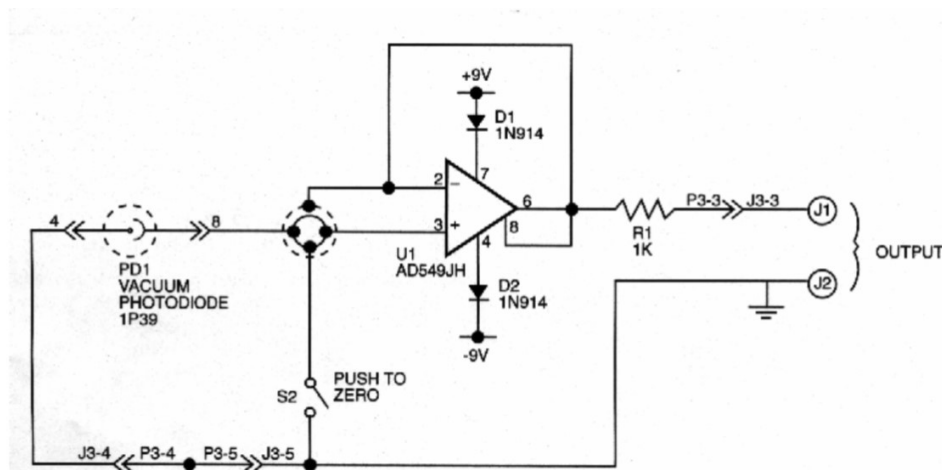 +9V
D1
1N914
7
2
−
6
P3-3
J3-3
J1
4
8
3
+
4
8
R1
1K
OUTPUT
U1
AD549JH
PD1
VACUUM
PHOTODIODE
1P39
D2
1N914
J2
-9V
S2
PUSH TO
ZERO
J3-4
P3-4
P3-5
J3-5